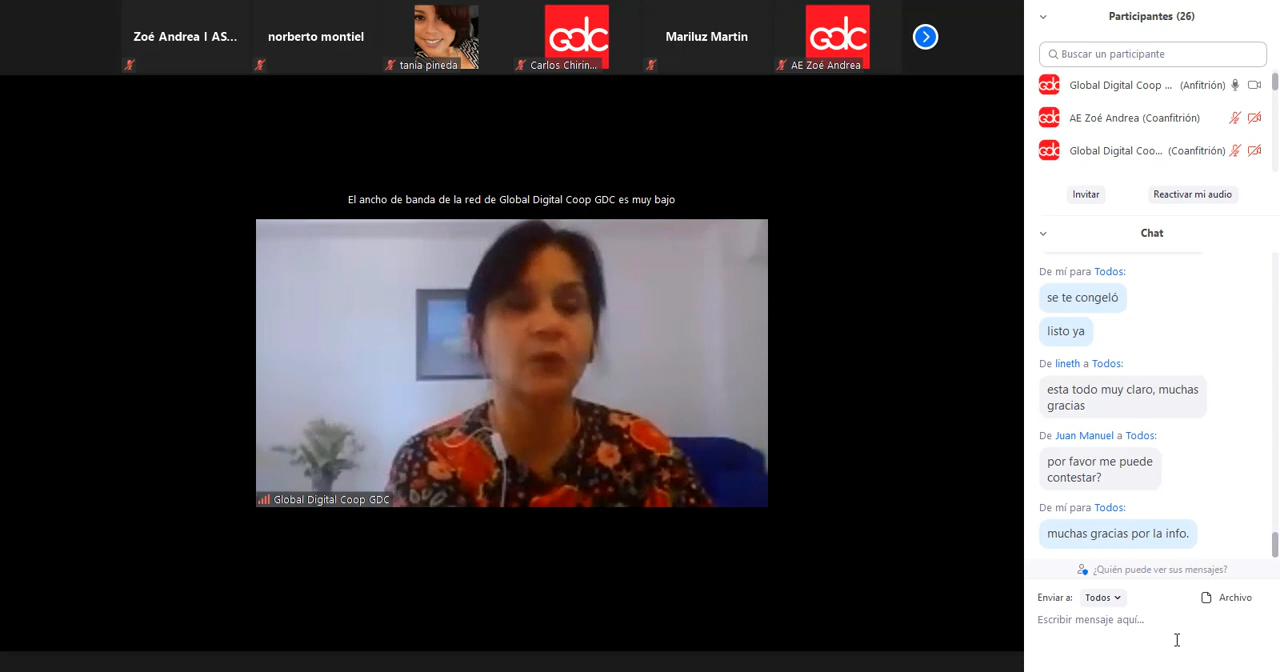 Zoé Andrea I AS...
norberto montiel
tania pineda
gdc
Carlos Chirin...
Mariluz Martin
gdc
AE Zoé Andrea
El ancho de banda de la red de Global Digital Coop GDC es muy bajo
Global Digital Coop GDC
Participantes (26)
Buscar un participante
gdc Global Digital Coop ... (Anfitrión)
gdc AE Zoé Andrea (Coanfitrión)
gdc Global Digital Coo... (Coanfitrión)
Invitar Reactivar mi audio
Chat
De mí para Todos:
se te congeló
listo ya
De lineth a Todos:
esta todo muy claro, muchas
gracias
De Juan Manuel a Todos:
por favor me puede
contestar?
De mí para Todos:
muchas gracias por la info.
¿Quién puede ver sus mensajes?
Enviar a: Todos Archivo
Escribir mensaje aquí...